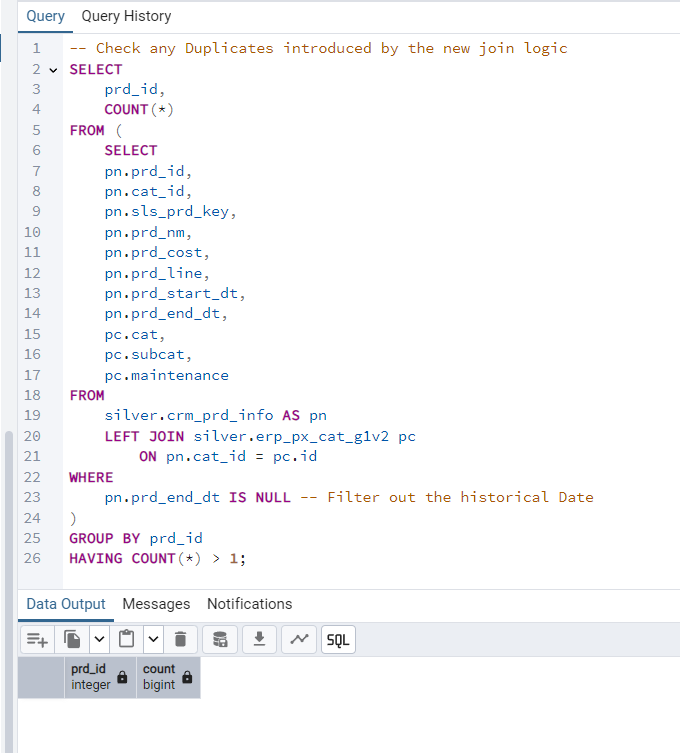 Query Query History
1 -- Check any Duplicates introduced by the new join logic
2 SELECT
3 prd_id,
4 COUNT(*)
5 FROM (
6 SELECT
7 pn.prd_id,
8 pn.cat_id,
9 pn.sls_prd_key,
10 pn.prd_nm,
11 pn.prd_cost,
12 pn.prd_line,
13 pn.prd_start_dt,
14 pn.prd_end_dt,
15 pc.cat,
16 pc.subcat,
17 pc.maintenance
18 FROM
19 silver.crm_prd_info AS pn
20 LEFT JOIN silver.erp_px_cat_g1v2 pc
21 ON pn.cat_id = pc.id
22 WHERE
23 pn.prd_end_dt IS NULL -- Filter out the historical Date
24 )
25 GROUP BY prd_id
26 HAVING COUNT(*) > 1;
Data Output Messages Notifications
SQL
prd_id count
integer bigint